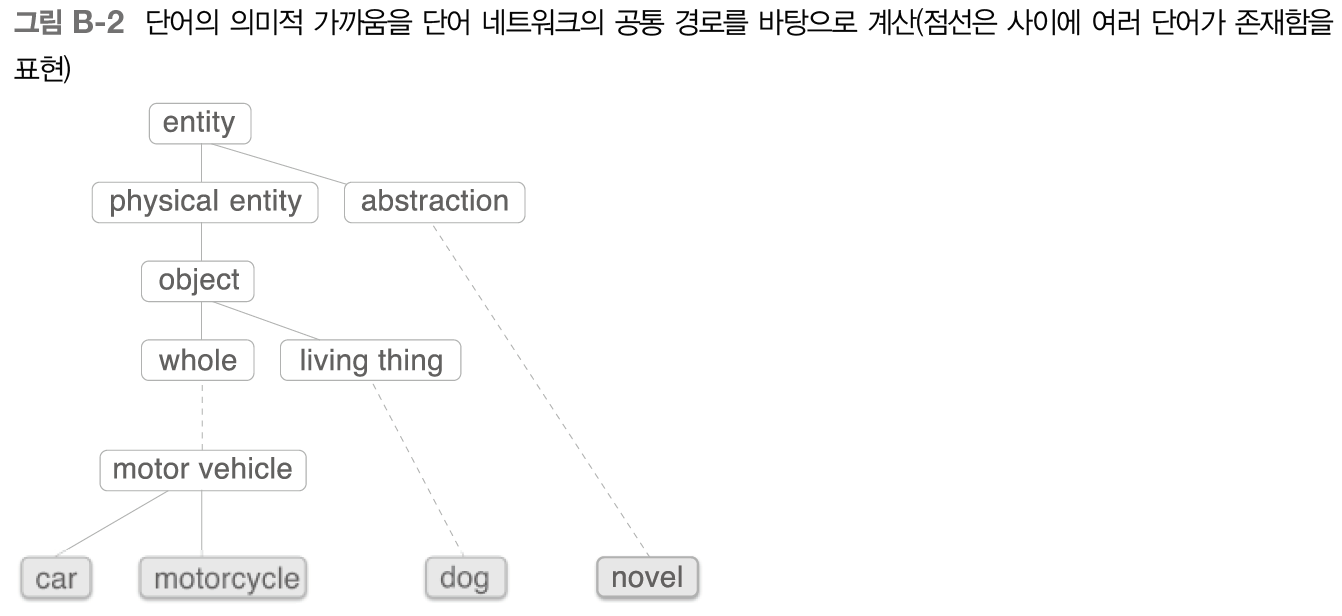 그림 B-2 단어의 의미적 가까움을 단어 네트워크의 공통 경로를 바탕으로 계산(점선은 사이에 여러 단어가 존재함을
표현)
entity
physical entity abstraction
object
whole living thing
motor vehicle
car motorcycle dog novel